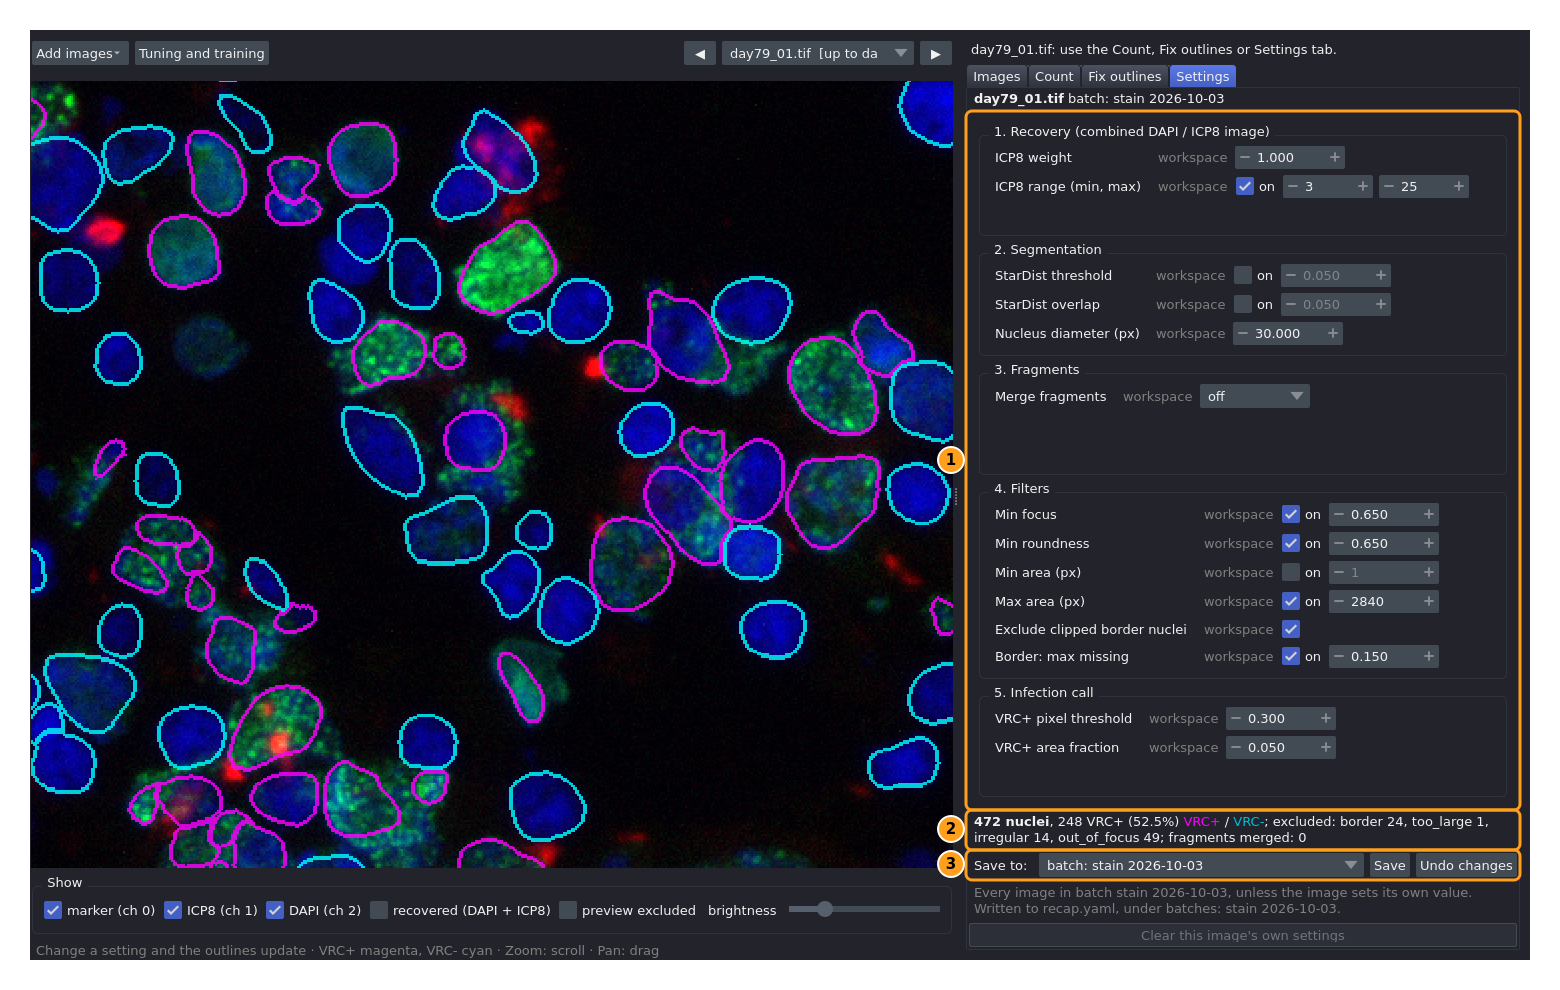 Add images
Tuning and training
◀
day79_01.tif [up to da
▶
day79_01.tif: use the Count, Fix outlines or Settings tab.
Images Count Fix outlines Settings
day79_01.tif batch: stain 2026-10-03
1. Recovery (combined DAPI / ICP8 image)
ICP8 weight workspace − 1.000 +
ICP8 range (min, max) workspace on − 3 + − 25 +
2. Segmentation
StarDist threshold workspace on − 0.050 +
StarDist overlap workspace on − 0.050 +
Nucleus diameter (px) workspace − 30.000 +
3. Fragments
Merge fragments workspace off
1
4. Filters
Min focus workspace on − 0.650 +
Min roundness workspace on − 0.650 +
Min area (px) workspace on − 1 +
Max area (px) workspace on − 2840 +
Exclude clipped border nuclei workspace
Border: max missing workspace on − 0.150 +
5. Infection call
VRC+ pixel threshold workspace − 0.300 +
VRC+ area fraction workspace − 0.050 +
2
472 nuclei, 248 VRC+ (52.5%) VRC+ / VRC-; excluded: border 24, too_large 1,
irregular 14, out_of_focus 49; fragments merged: 0
3
Save to: batch: stain 2026-10-03 Save Undo changes
Every image in batch stain 2026-10-03, unless the image sets its own value.
Written to recap.yaml, under batches: stain 2026-10-03.
Clear this image's own settings
Show
marker (ch 0) ICP8 (ch 1) DAPI (ch 2) recovered (DAPI + ICP8) preview excluded brightness
Change a setting and the outlines update · VRC+ magenta, VRC- cyan · Zoom: scroll · Pan: drag